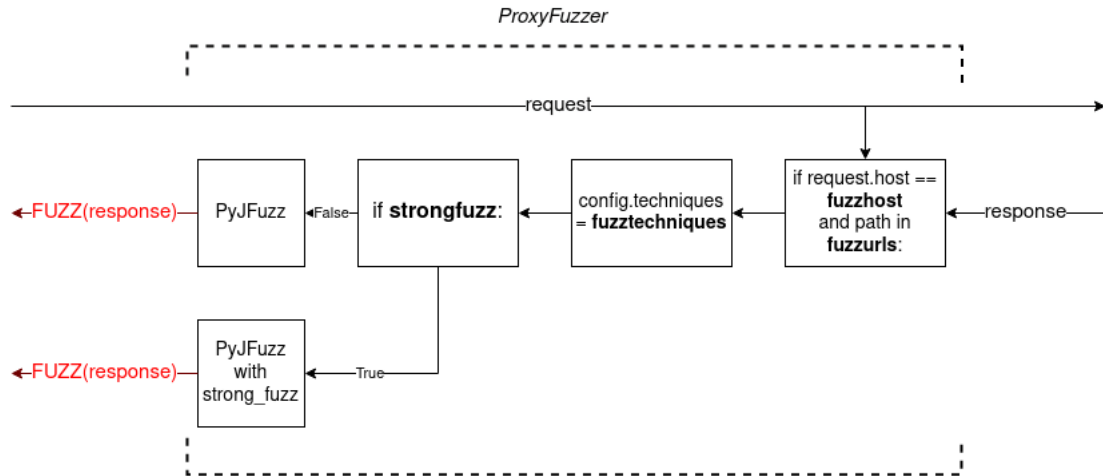 ProxyFuzzer
request
FUZZ(response)
PyJFuzz
False
if strongfuzz:
config.techniques
= fuzztechniques
if request.host ==
fuzzhost
and path in
fuzzurls:
response
FUZZ(response)
PyJFuzz
with
strong_fuzz
True